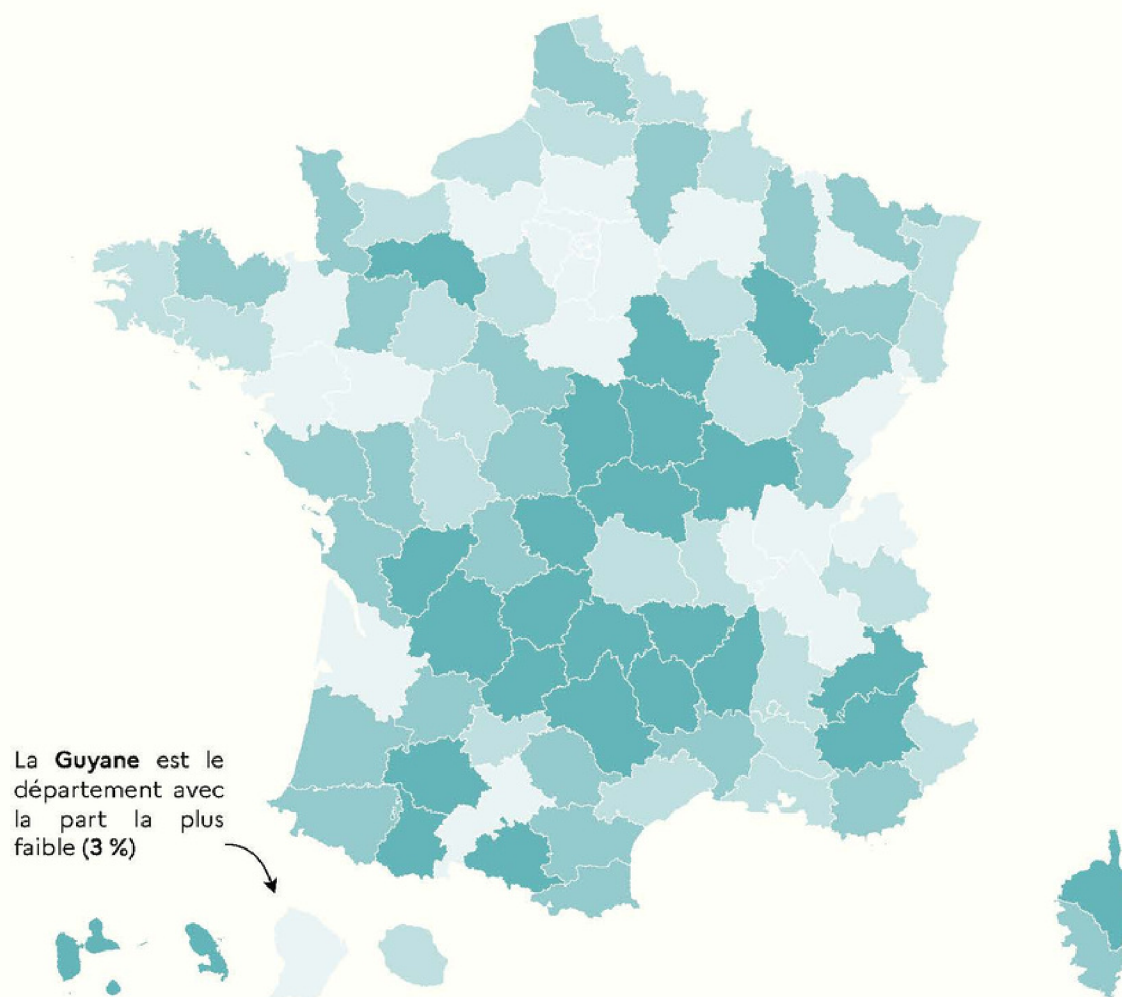 La Guyane est le
département avec
la part la plus
faible (3 %)